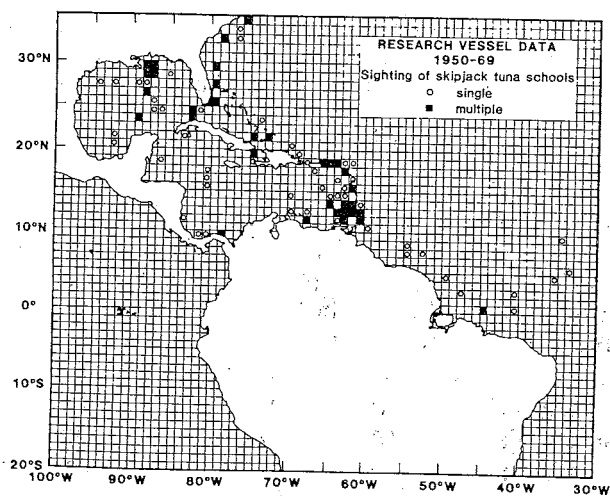 RESEARCH VESSEL DATA
1950-69
Sighting of skipjack tuna schools
single
multiple
30°N
20°N
10°N
0°
10°S
20°S
100°W 90°W 80°W 70°W 60°W 50°W 40°W 30°W